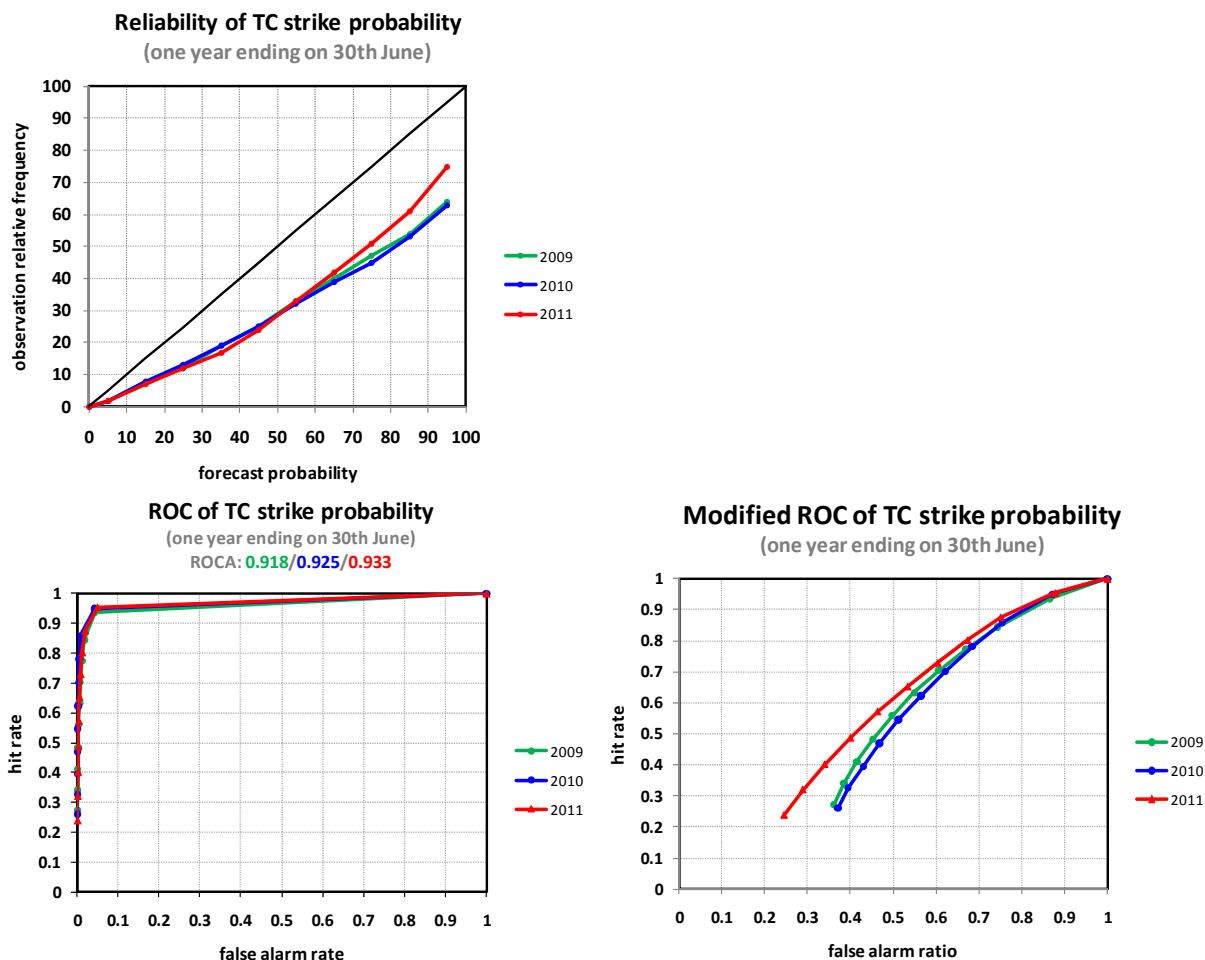 Reliability of TC strike probability
(one year ending on 30th June)
100
90
80
70
60
50
40
30
20
10
0
observation relative frequency
0 10 20 30 40 50 60 70 80 90 100
forecast probability
2009
2010
2011
ROC of TC strike probability
(one year ending on 30th June)
ROCA: 0.918/0.925/0.933
1
0.9
0.8
0.7
0.6
0.5
0.4
0.3
0.2
0.1
0
hit rate
0 0.1 0.2 0.3 0.4 0.5 0.6 0.7 0.8 0.9 1
false alarm rate
2009
2010
2011
Modified ROC of TC strike probability
(one year ending on 30th June)
1
0.9
0.8
0.7
0.6
0.5
0.4
0.3
0.2
0.1
0
hit rate
0 0.1 0.2 0.3 0.4 0.5 0.6 0.7 0.8 0.9 1
false alarm ratio
2009
2010
2011